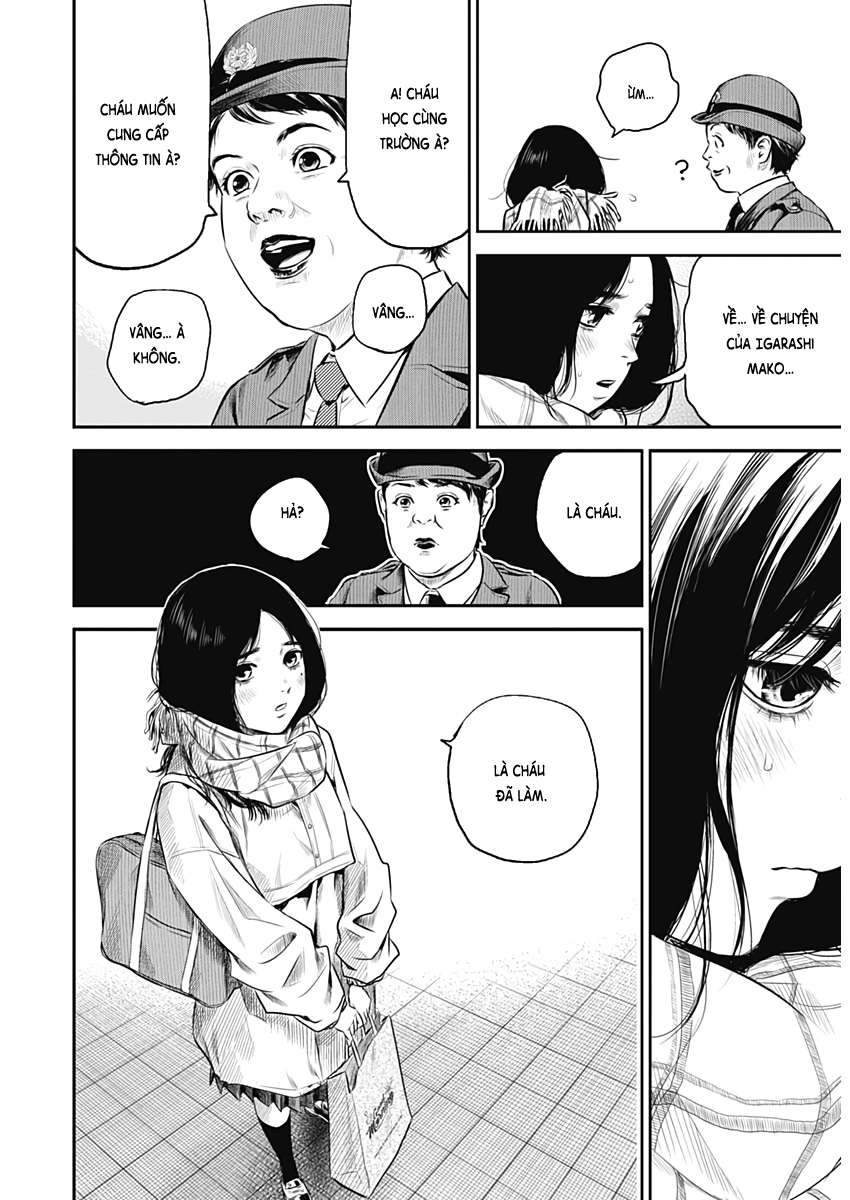 ỪM...
?
VỀ... VỀ CHUYỆN
CỦA IGARASHI
MAKO...
A! CHÁU
HỌC CÙNG
TRƯỜNG À?
CHÁU MUỐN
CUNG CẤP
THÔNG TIN À?
VÂNG...
VÂNG... À
KHÔNG.
LÀ CHÁU.
HẢ?
LÀ CHÁU
ĐÃ LÀM.